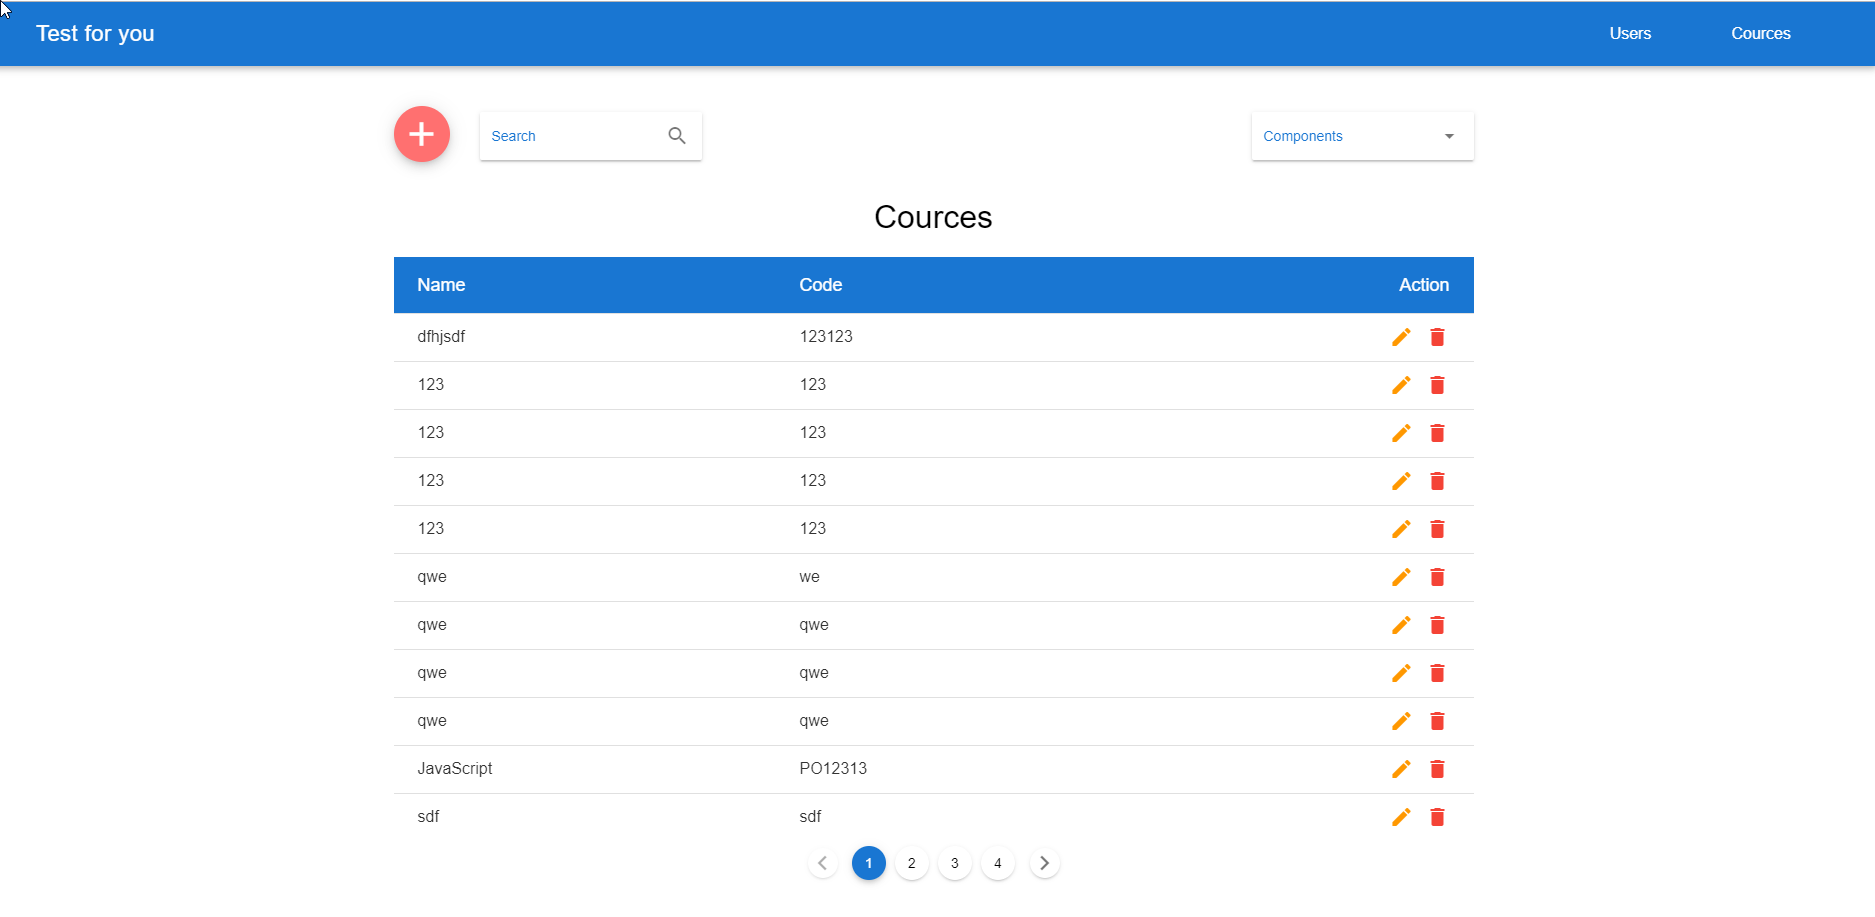 Test for you Users Cources
Search Components
Cources
Name Code Action
dfhjsdf 123123
123 123
123 123
123 123
123 123
qwe we
qwe qwe
qwe qwe
qwe qwe
JavaScript PO12313
sdf sdf
1 2 3 4